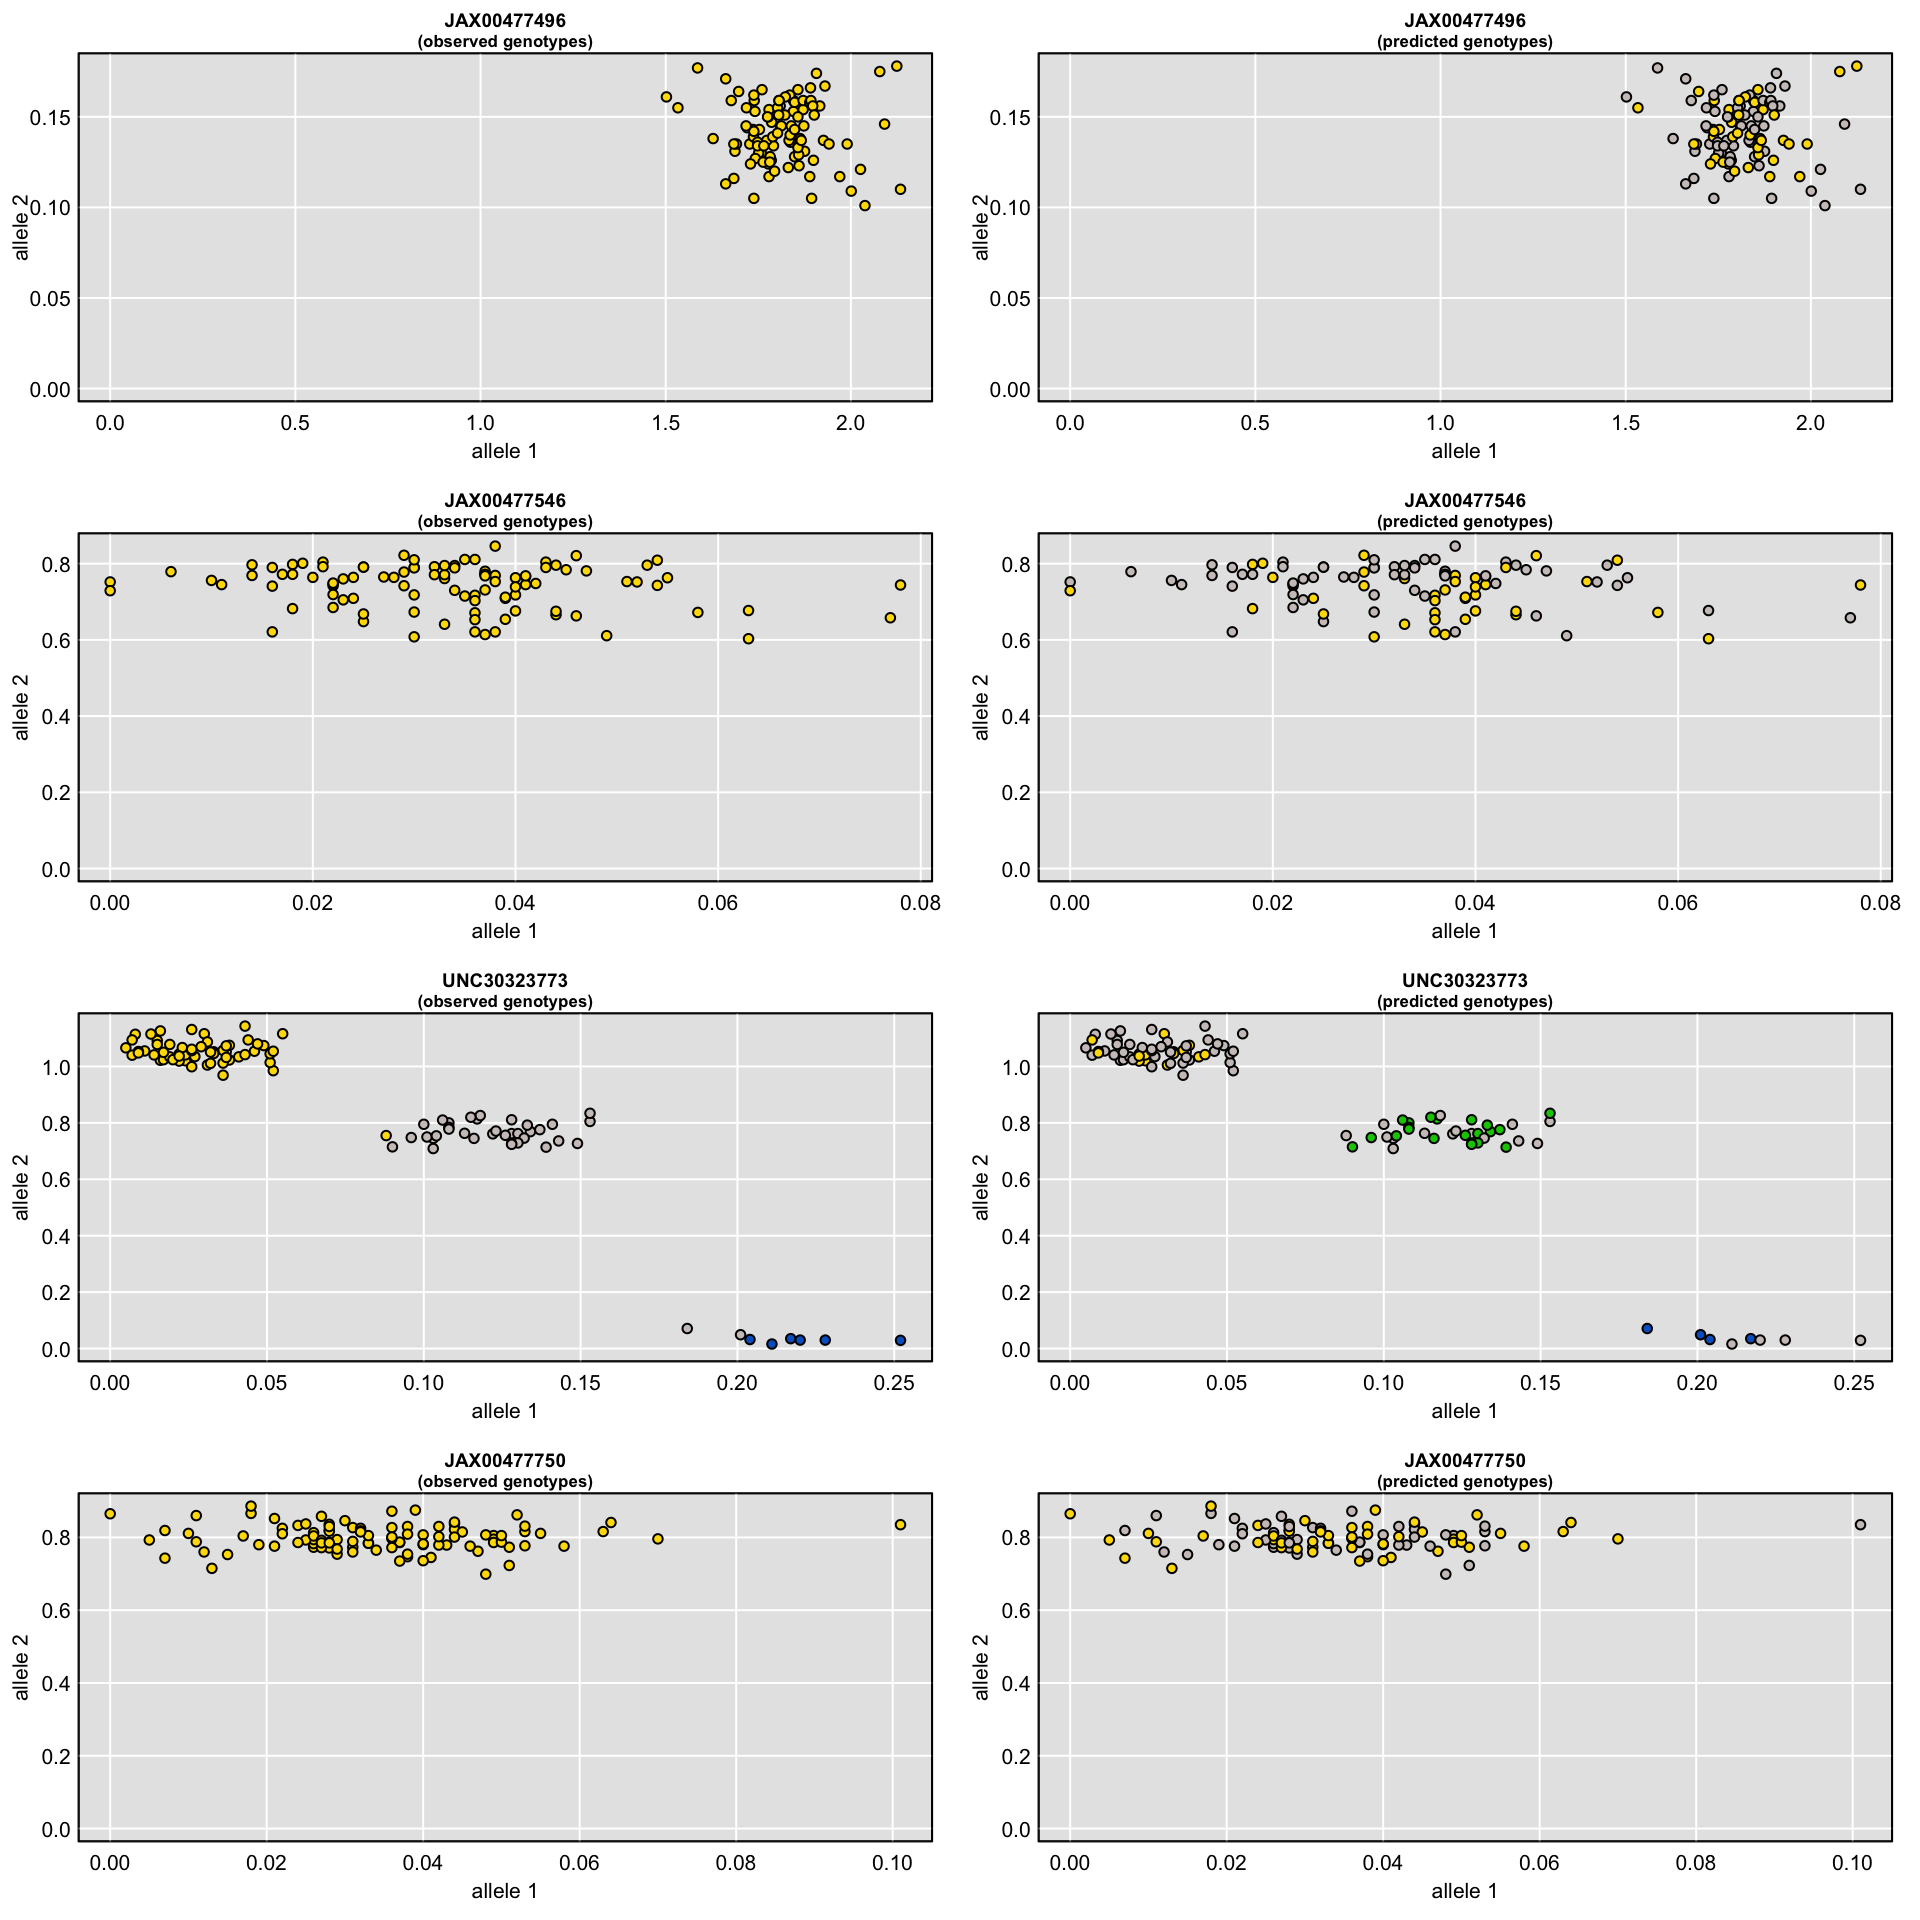 JAX00477496
(observed genotypes)
allele 2
0.15
0.10
0.05
0.00
0.0 0.5 1.0 1.5 2.0
allele 1
JAX00477496
(predicted genotypes)
allele 2
0.15
0.10
0.05
0.00
0.0 0.5 1.0 1.5 2.0
allele 1
JAX00477546
(observed genotypes)
allele 2
0.8
0.6
0.4
0.2
0.0
0.00 0.02 0.04 0.06 0.08
allele 1
JAX00477546
(predicted genotypes)
allele 2
0.8
0.6
0.4
0.2
0.0
0.00 0.02 0.04 0.06 0.08
allele 1
UNC30323773
(observed genotypes)
allele 2
1.0
0.8
0.6
0.4
0.2
0.0
0.00 0.05 0.10 0.15 0.20 0.25
allele 1
UNC30323773
(predicted genotypes)
allele 2
1.0
0.8
0.6
0.4
0.2
0.0
0.00 0.05 0.10 0.15 0.20 0.25
allele 1
JAX00477750
(observed genotypes)
allele 2
0.8
0.6
0.4
0.2
0.0
0.00 0.02 0.04 0.06 0.08 0.10
allele 1
JAX00477750
(predicted genotypes)
allele 2
0.8
0.6
0.4
0.2
0.0
0.00 0.02 0.04 0.06 0.08 0.10
allele 1